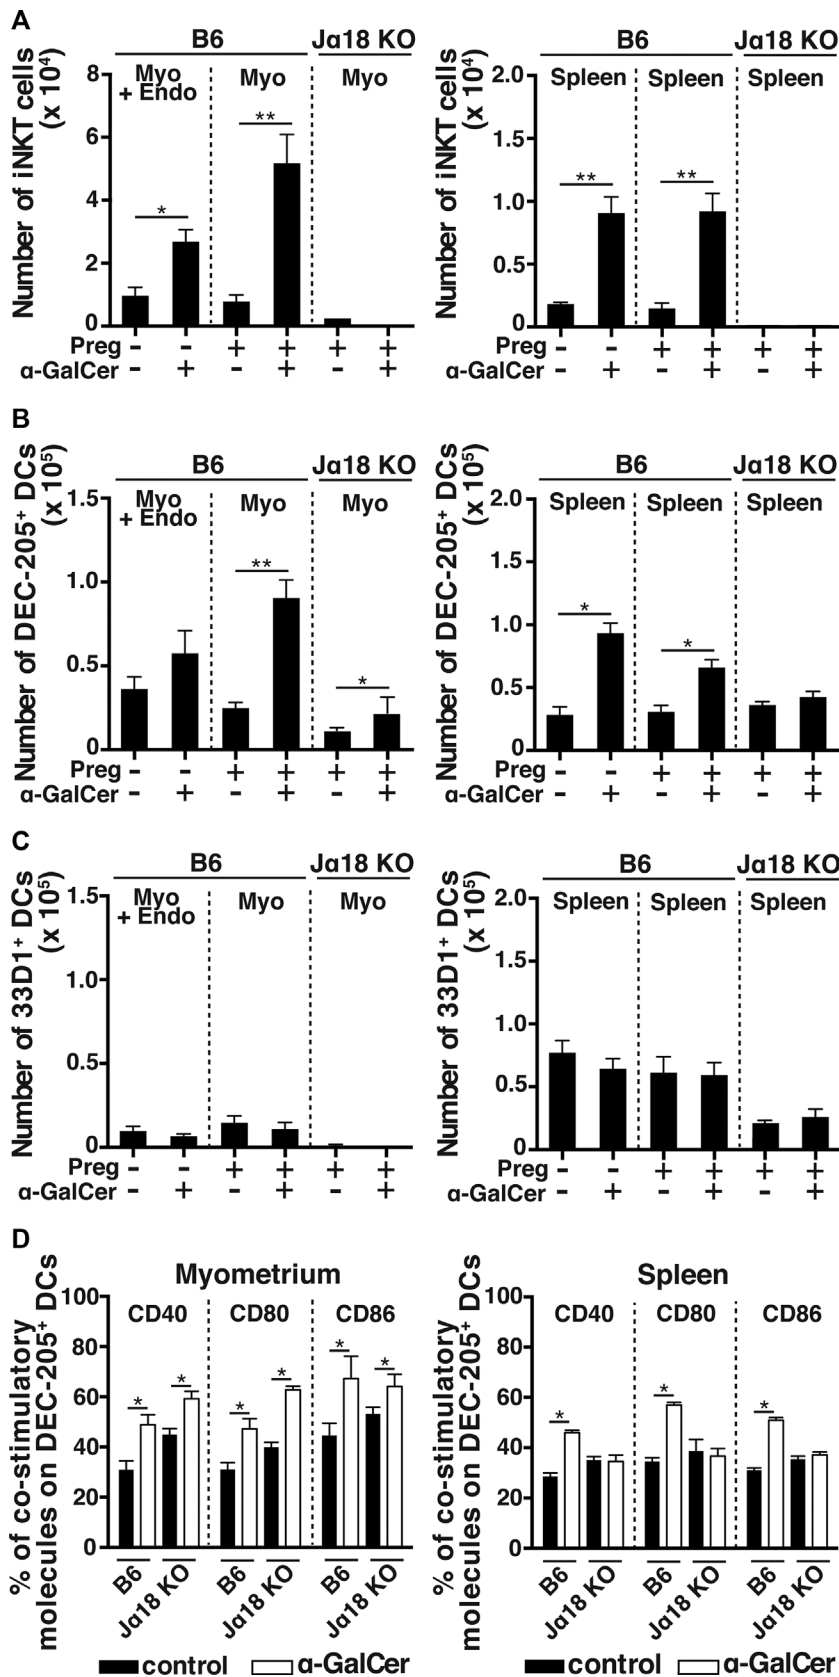 A
B6 Jα18 KO
Number of iNKT cells (x 10⁴)
Myo + Endo Myo Myo
8
6
4
2
0
* **
Preg - - + + + +
α-GalCer - + - + - +
B6 Jα18 KO
Number of iNKT cells (x 10⁴)
Spleen Spleen Spleen
2.0
1.5
1.0
0.5
0
** **
Preg - - + + + +
α-GalCer - + - + - +
B
B6 Jα18 KO
Number of DEC-205⁺ DCs (x 10⁵)
Myo + Endo Myo Myo
1.5
1.0
0.5
0
** *
Preg - - + + + +
α-GalCer - + - + - +
B6 Jα18 KO
Number of DEC-205⁺ DCs (x 10⁵)
Spleen Spleen Spleen
2.0
1.5
1.0
0.5
0
* *
Preg - - + + + +
α-GalCer - + - + - +
C
B6 Jα18 KO
Number of 33D1⁺ DCs (x 10⁵)
Myo + Endo Myo Myo
1.5
1.0
0.5
0
Preg - - + + + +
α-GalCer - + - + - +
B6 Jα18 KO
Number of 33D1⁺ DCs (x 10⁵)
Spleen Spleen Spleen
2.0
1.5
1.0
0.5
0
Preg - - + + + +
α-GalCer - + - + - +
D
Myometrium
% of co-stimulatory molecules on DEC-205⁺ DCs
CD40 CD80 CD86
100
80
60
40
20
0
* * * * * *
B6 Jα18 KO B6 Jα18 KO B6 Jα18 KO
control α-GalCer
Spleen
% of co-stimulatory molecules on DEC-205⁺ DCs
CD40 CD80 CD86
100
80
60
40
20
0
* * *
B6 Jα18 KO B6 Jα18 KO B6 Jα18 KO
control α-GalCer